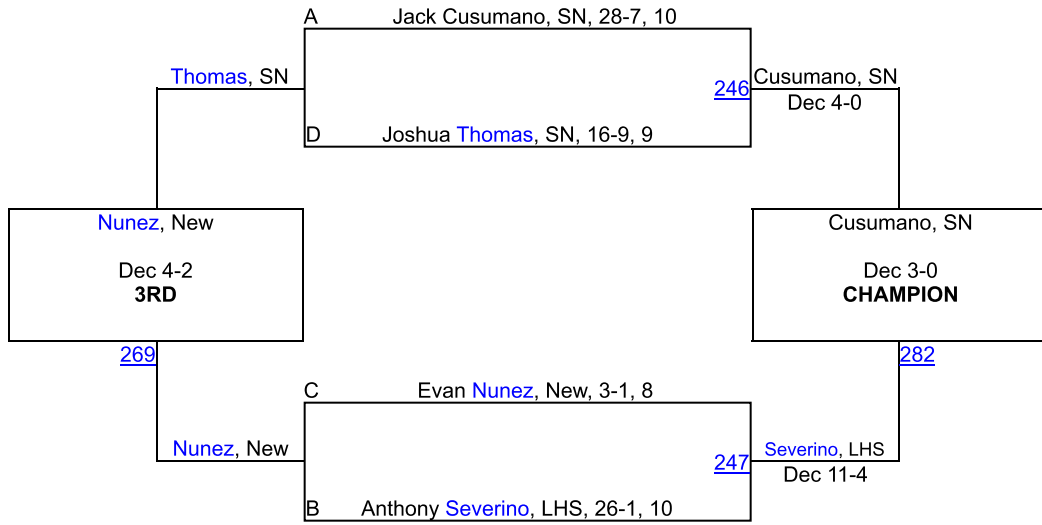 A Jack Cusumano, SN, 28-7, 10
Thomas, SN
246 Cusumano, SN
Dec 4-0
D Joshua Thomas, SN, 16-9, 9
Nunez, New
Dec 4-2
3RD
Cusumano, SN
Dec 3-0
CHAMPION
269
282
C Evan Nunez, New, 3-1, 8
Nunez, New
247 Severino, LHS
Dec 11-4
B Anthony Severino, LHS, 26-1, 10